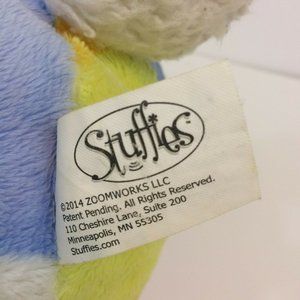 Stuffies
©2014 ZOOMWORKS LLC
Patent Pending. All Rights Reserved.
110 Cheshire Lane, Suite 200
Minneapolis, MN 55305
Stuffies.com